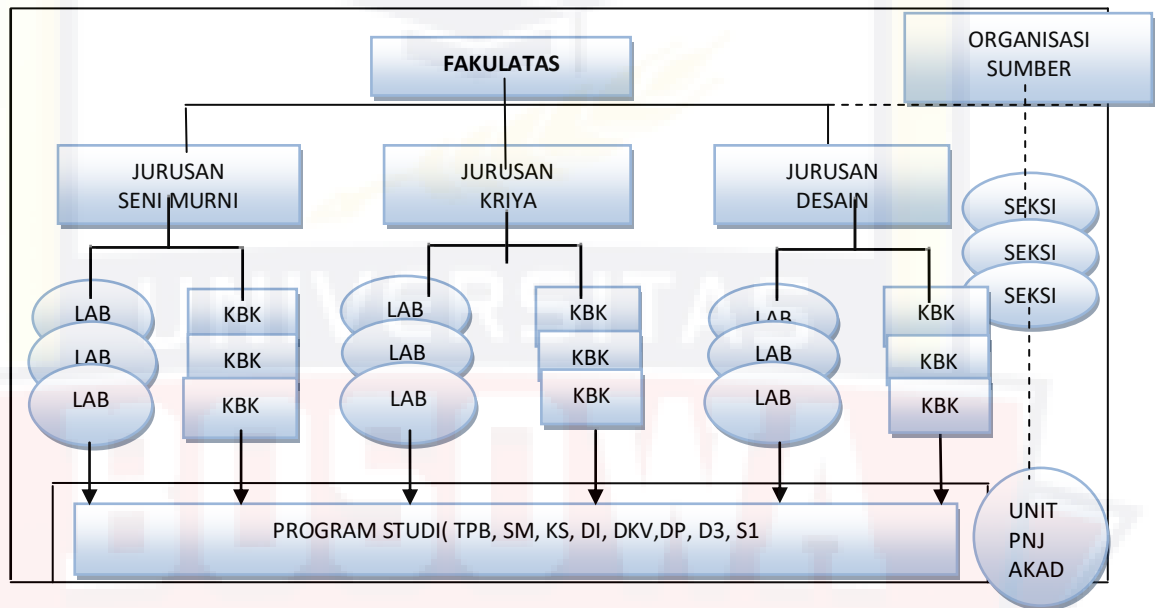 FAKULATAS
ORGANISASI
SUMBER
JURUSAN
SENI MURNI
JURUSAN
KRIYA
JURUSAN
DESAIN
SEKSI
SEKSI
SEKSI
LAB
LAB
LAB
KBK
KBK
KBK
LAB
LAB
LAB
KBK
KBK
KBK
LAB
LAB
LAB
KBK
KBK
KBK
UNIVERSITAS
BOSOWA
PROGRAM STUDI( TPB, SM, KS, DI, DKV,DP, D3, S1
UNIT
PNJ
AKAD